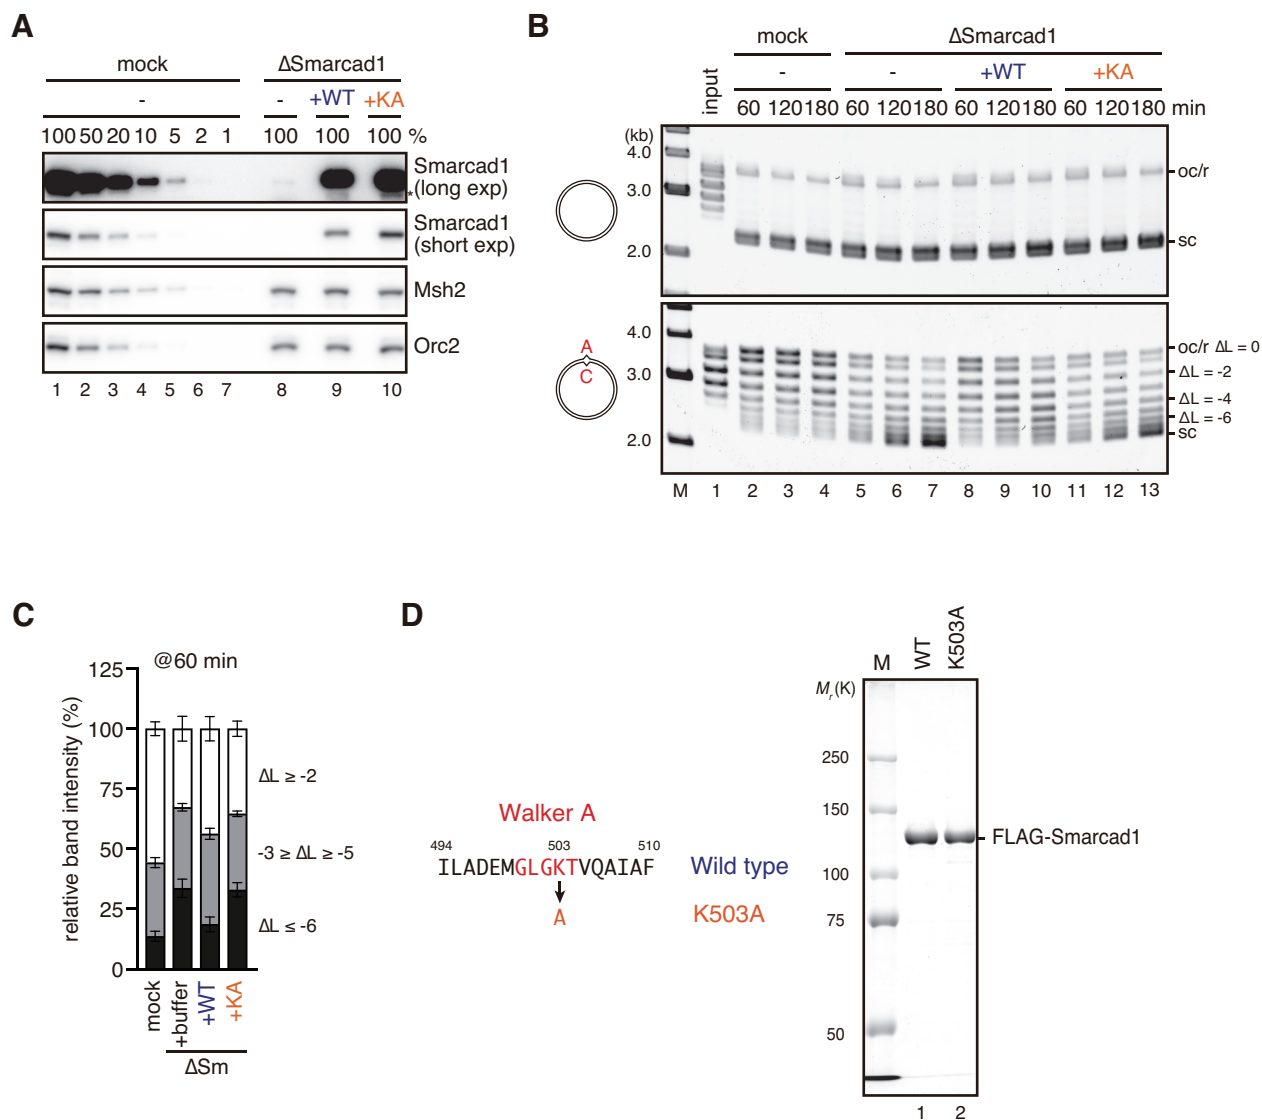 A
mock
ΔSmarcad1
-
-
+WT
+KA
100 50 20 10 5 2 1 100 100 100 %
Smarcad1
(long exp)
*
Smarcad1
(short exp)
Msh2
Orc2
1 2 3 4 5 6 7 8 9 10
B
mock
ΔSmarcad1
input
-
-
+WT
+KA
60 120 180 60 120 180 60 120 180 60 120 180 min
(kb)
4.0
3.0
2.0
oc/r
sc
A
C
4.0
3.0
2.0
oc/r ΔL = 0
ΔL = -2
ΔL = -4
ΔL = -6
sc
M 1 2 3 4 5 6 7 8 9 10 11 12 13
C
@60 min
relative band intensity (%)
125
100
75
50
25
0
ΔL ≥ -2
-3 ≥ ΔL ≥ -5
ΔL ≤ -6
mock
+buffer
+WT
+KA
ΔSm
D
Walker A
494 503 510
ILADEMGLGKTVQAIAF
A
Wild type
K503A
M
WT
K503A
Mr (K)
250
150
100
75
50
FLAG-Smarcad1
1 2